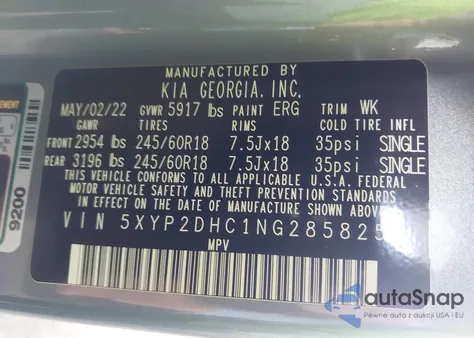 MANUFACTURED BY
KIA GEORGIA, INC.
MAY/02/22 GVWR 5917 lbs PAINT ERG TRIM WK
GAWR TIRES RIMS COLD TIRE INFL
FRONT 2954 lbs 245/60R18 7.5Jx18 35psi SINGLE
REAR 3196 lbs 245/60R18 7.5Jx18 35psi SINGLE
THIS VEHICLE CONFORMS TO ALL APPLICABLE U.S.A. FEDERAL
MOTOR VEHICLE SAFETY AND THEFT PREVENTION STANDARDS
IN EFFECT ON THE DATE OF MANUFACTURE SHOWN ABOVE
VIN 5XYP2DHC1NG285825
MPV
9200
autaSnap
Pewne auto z aukcji USA i EU